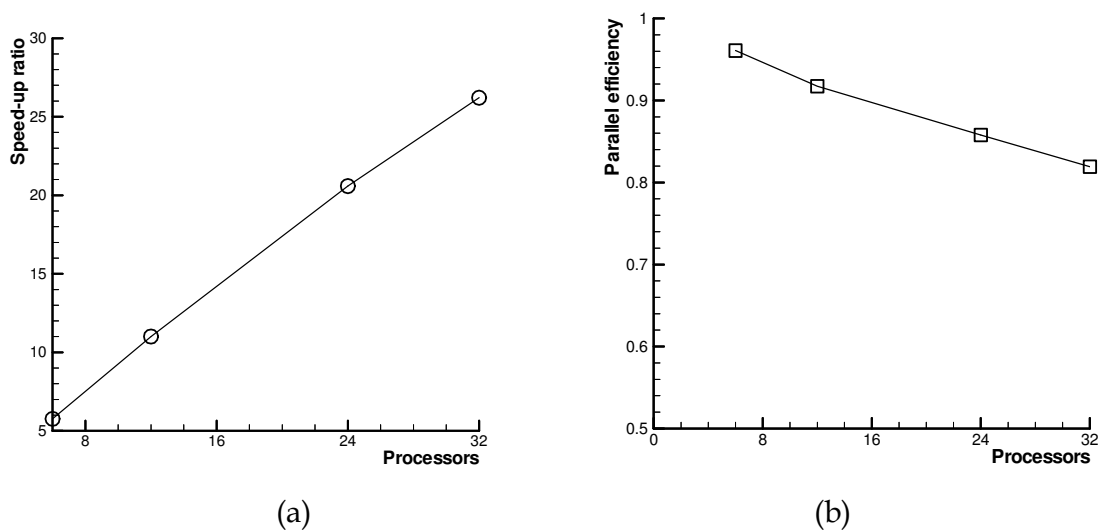 30
25
20
15
10
5
Speed-up ratio
8 16 24 32
Processors
(a)
1
0.9
0.8
0.7
0.6
0.5
Parallel efficiency
0 8 16 24 32
Processors
(b)